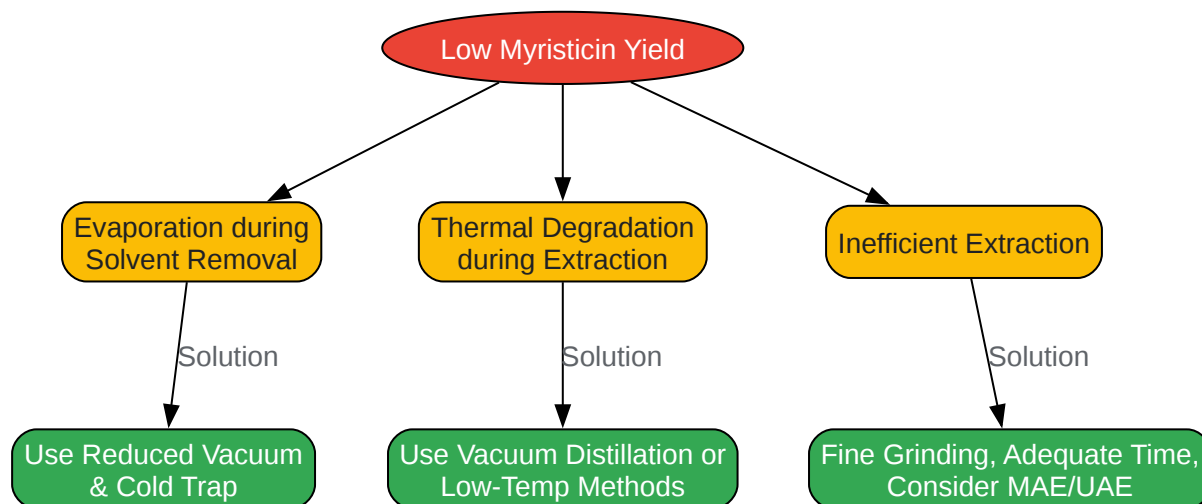 Low Myristicin Yield
Evaporation during
Solvent Removal
Thermal Degradation
during Extraction
Inefficient Extraction
Solution
Solution
Solution
Use Reduced Vacuum
& Cold Trap
Use Vacuum Distillation or
Low-Temp Methods
Fine Grinding, Adequate Time,
Consider MAE/UAE